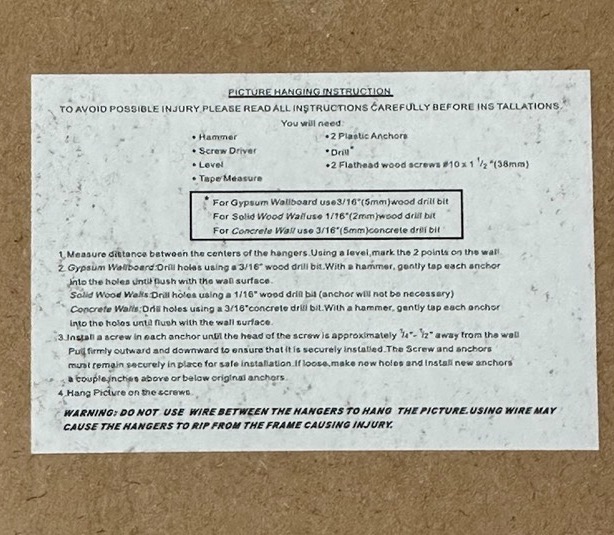 PICTURE HANGING INSTRUCTION
TO AVOID POSSIBLE INJURY, PLEASE READ ALL INSTRUCTIONS CAREFULLY BEFORE INSTALLATIONS.
You will need:
• Hammer • 2 Plastic Anchors
• Screw Driver • Drill*
• Level • 2 Flathead wood screws #10 x 1 1/2"(38mm)
• Tape Measure
* For Gypsum Wallboard use3/16"(5mm)wood drill bit
For Solid Wood Wall use 1/16"(2mm)wood drill bit
For Concrete Wall use 3/16"(5mm)concrete drill bit
1. Measure distance between the centers of the hangers. Using a level, mark the 2 points on the wall.
2. Gypsum Wallboard: Drill holes using a 3/16" wood drill bit. With a hammer, gently tap each anchor
into the holes until flush with the wall surface.
Solid Wood Walls: Drill holes using a 1/16" wood drill bit (anchor will not be necessary)
Concrete Walls: Drill holes using a 3/16"concrete drill bit. With a hammer, gently tap each anchor
into the holes until flush with the wall surface.
3. Install a screw in each anchor until the head of the screw is approximately 1/4"- 1/2" away from the wall
Pull firmly outward and downward to ensure that it is securely installed. The Screw and anchors
must remain securely in place for safe installation. If loose, make new holes and install new anchors
a couple inches above or below original anchors.
4. Hang Picture on the screws.
WARNING: DO NOT USE WIRE BETWEEN THE HANGERS TO HANG THE PICTURE. USING WIRE MAY
CAUSE THE HANGERS TO RIP FROM THE FRAME CAUSING INJURY.